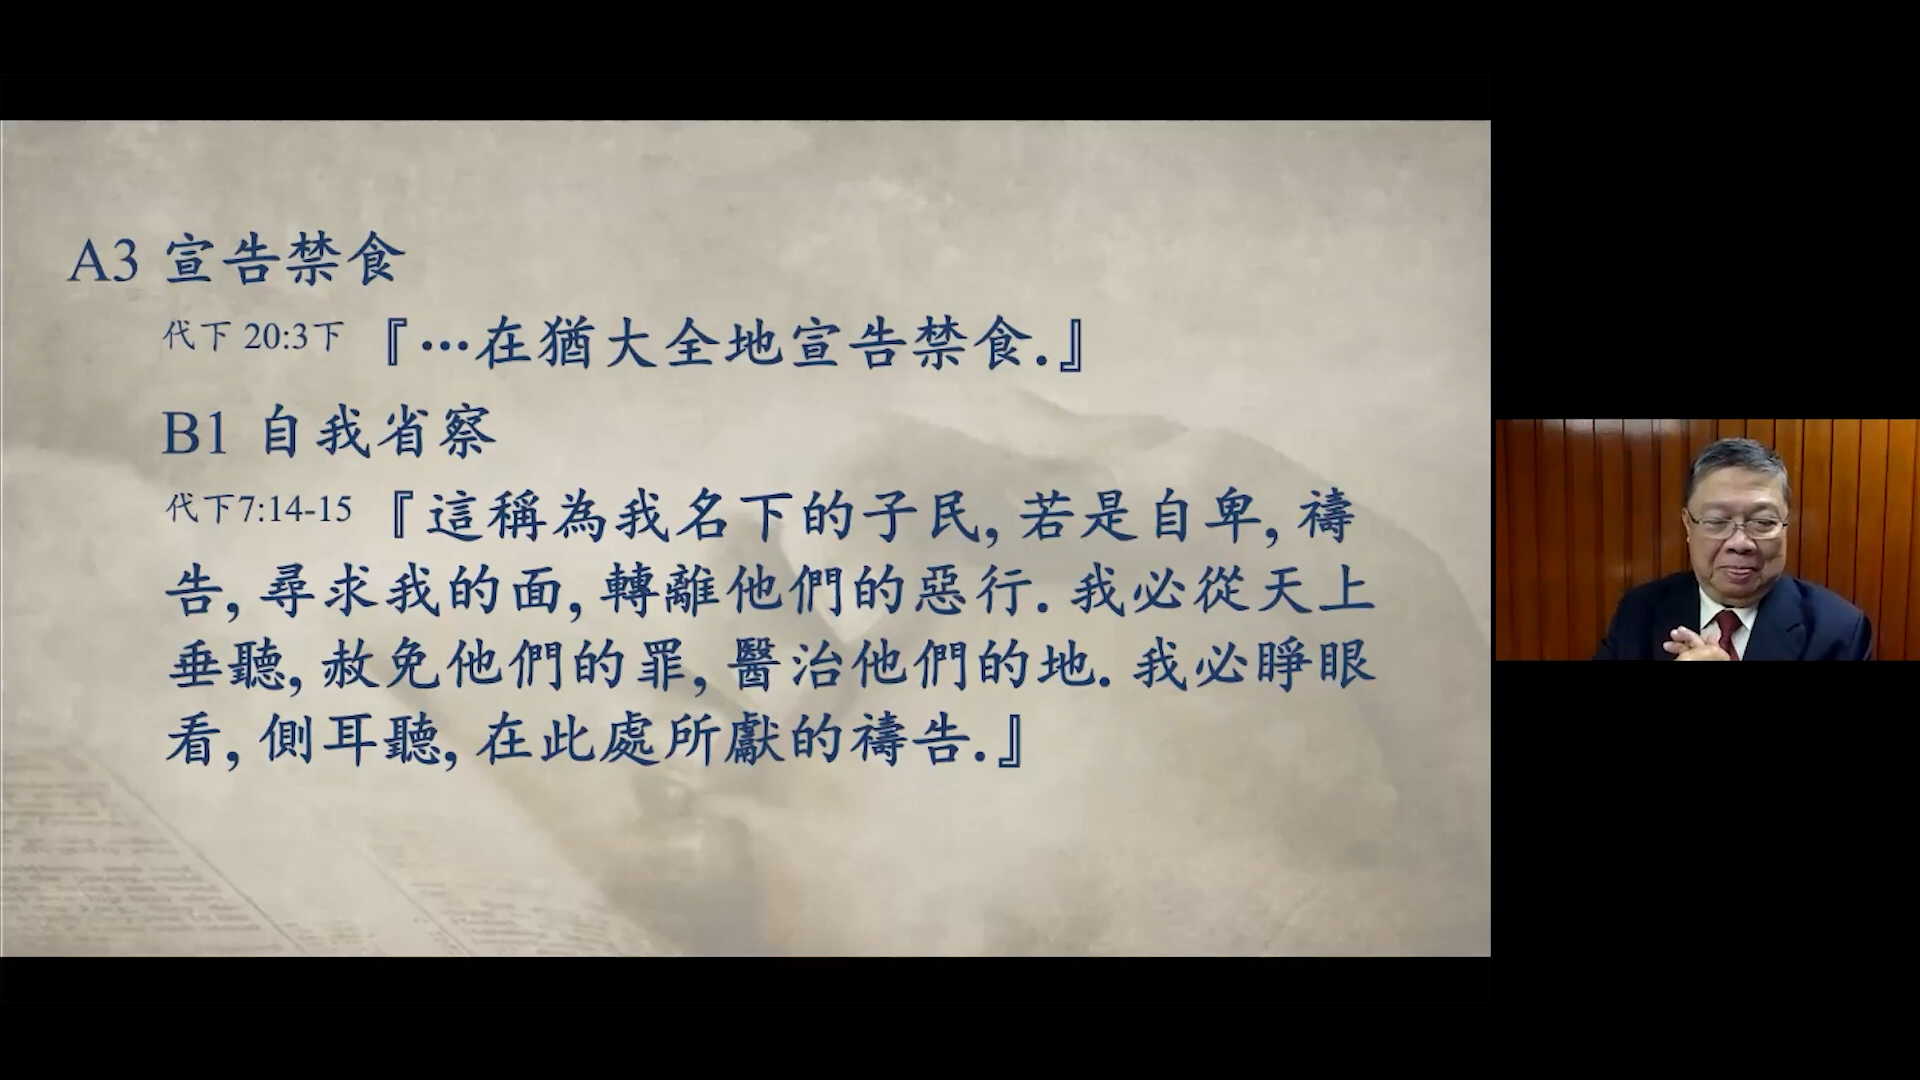 A3 宣告禁食
代下 20:3下 『…在猶大全地宣告禁食.』
B1 自我省察
代下7:14-15 『這稱為我名下的子民, 若是自卑, 禱
告, 尋求我的面, 轉離他們的惡行. 我必從天上
垂聽, 赦免他們的罪, 醫治他們的地. 我必睜眼
看, 側耳聽, 在此處所獻的禱告.』